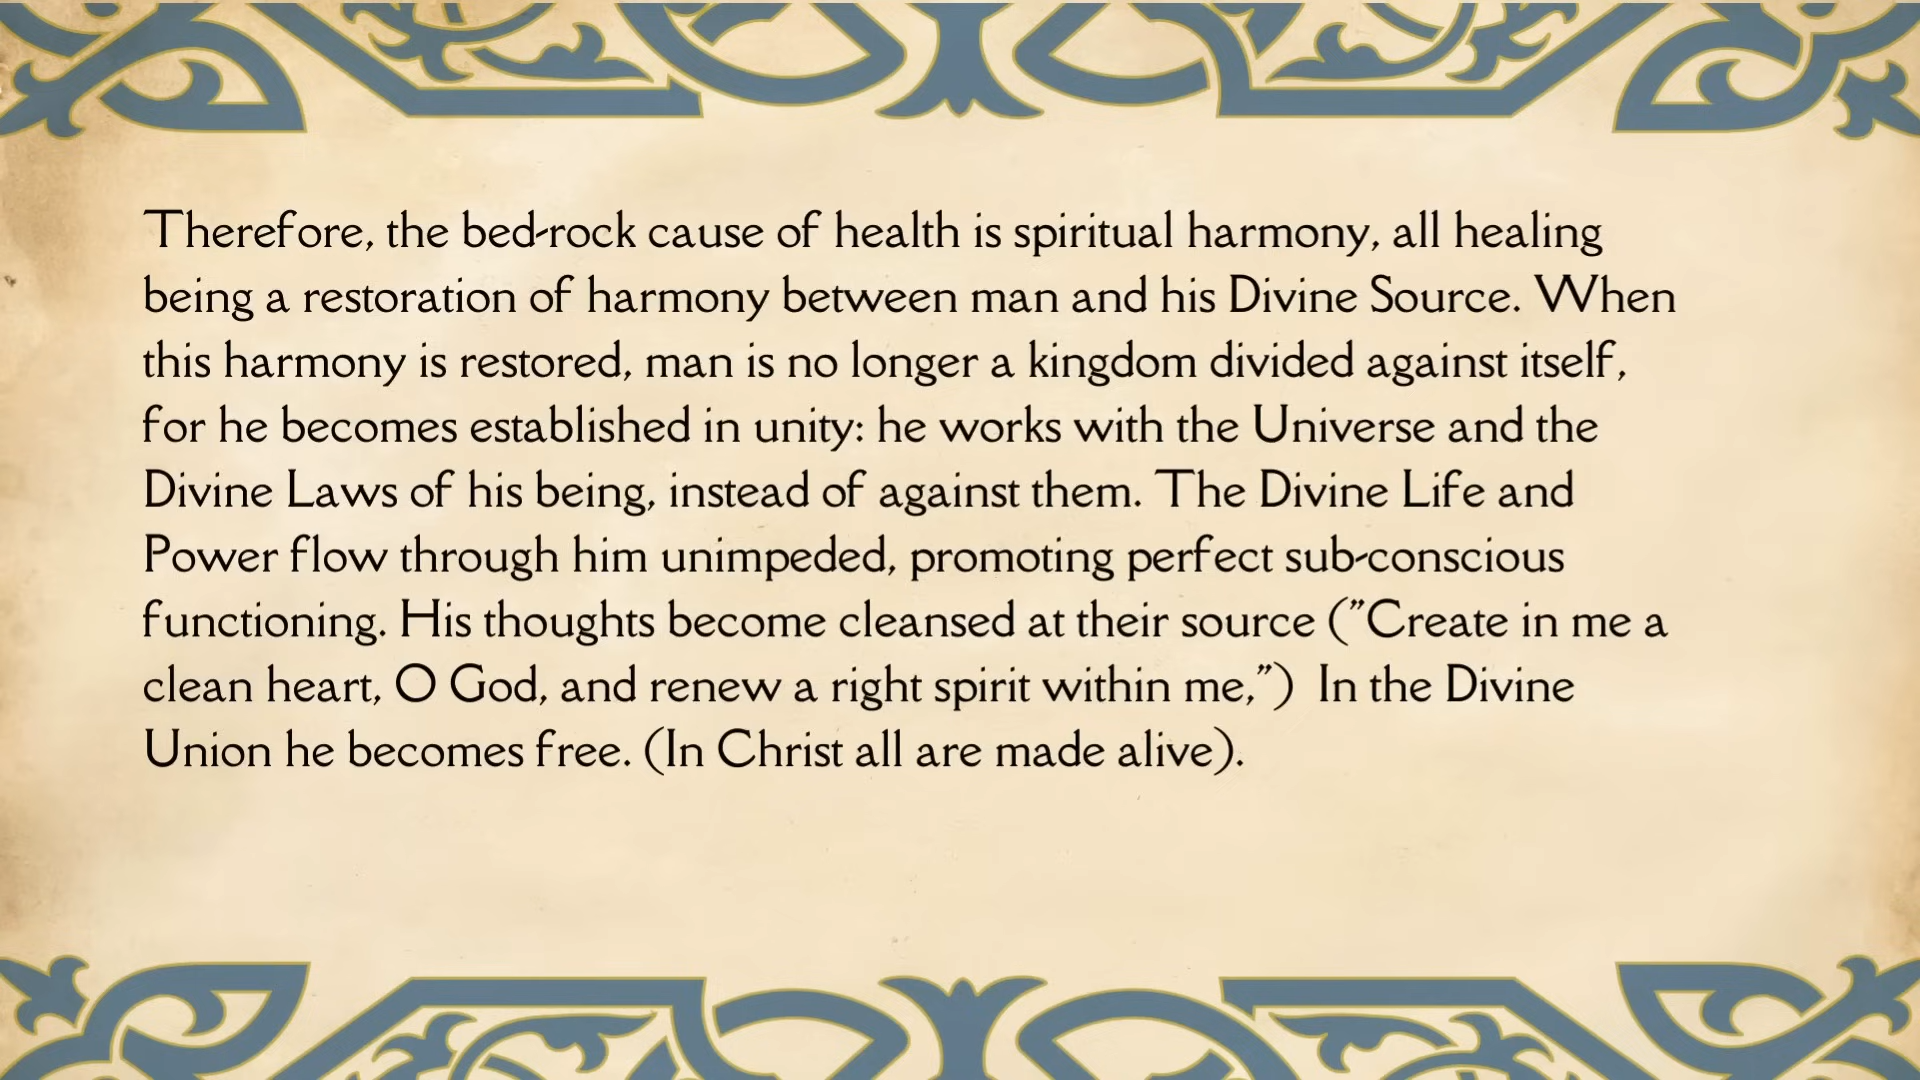 Therefore, the bed-rock cause of health is spiritual harmony, all healing
being a restoration of harmony between man and his Divine Source. When
this harmony is restored, man is no longer a kingdom divided against itself,
for he becomes established in unity: he works with the Universe and the
Divine Laws of his being, instead of against them. The Divine Life and
Power flow through him unimpeded, promoting perfect sub-conscious
functioning. His thoughts become cleansed at their source ("Create in me a
clean heart, O God, and renew a right spirit within me,")  In the Divine
Union he becomes free. (In Christ all are made alive).